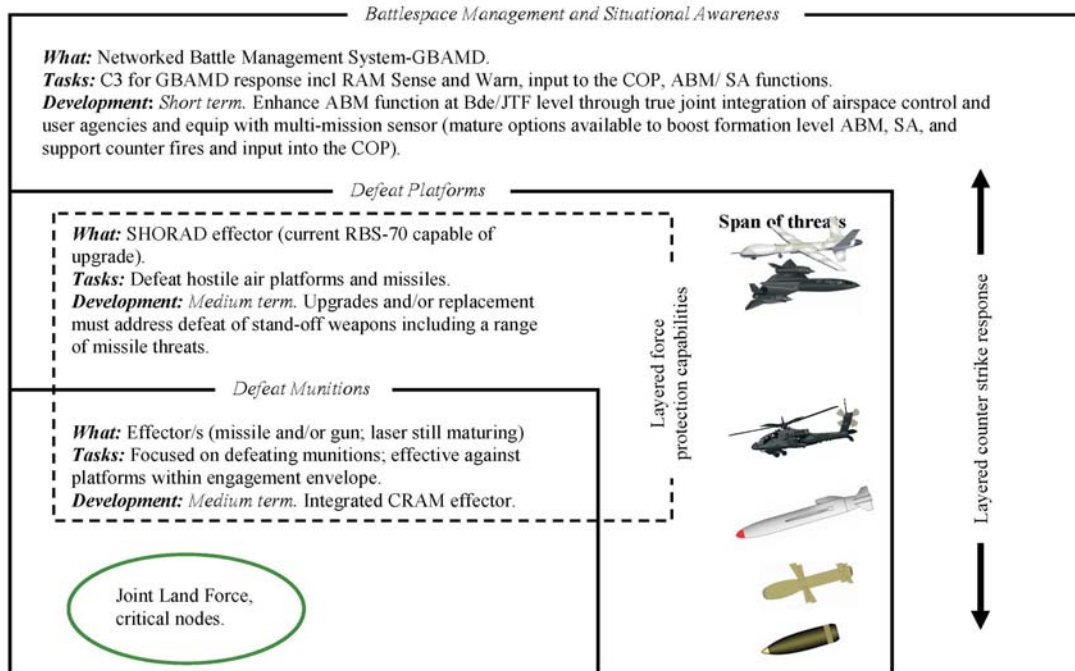 Battlespace Management and Situational Awareness
What: Networked Battle Management System-GBAMD.
Tasks: C3 for GBAMD response incl RAM Sense and Warn, input to the COP, ABM/ SA functions.
Development: Short term. Enhance ABM function at Bde/JTF level through true joint integration of airspace control and
user agencies and equip with multi-mission sensor (mature options available to boost formation level ABM, SA, and
support counter fires and input into the COP).
Defeat Platforms
What: SHORAD effector (current RBS-70 capable of
upgrade).
Tasks: Defeat hostile air platforms and missiles.
Development: Medium term. Upgrades and/or replacement
must address defeat of stand-off weapons including a range
of missile threats.
Defeat Munitions
What: Effector/s (missile and/or gun; laser still maturing)
Tasks: Focused on defeating munitions; effective against
platforms within engagement envelope.
Development: Medium term. Integrated CRAM effector.
Joint Land Force,
critical nodes.
Layered force
protection capabilities
Span of threats
Layered counter strike response